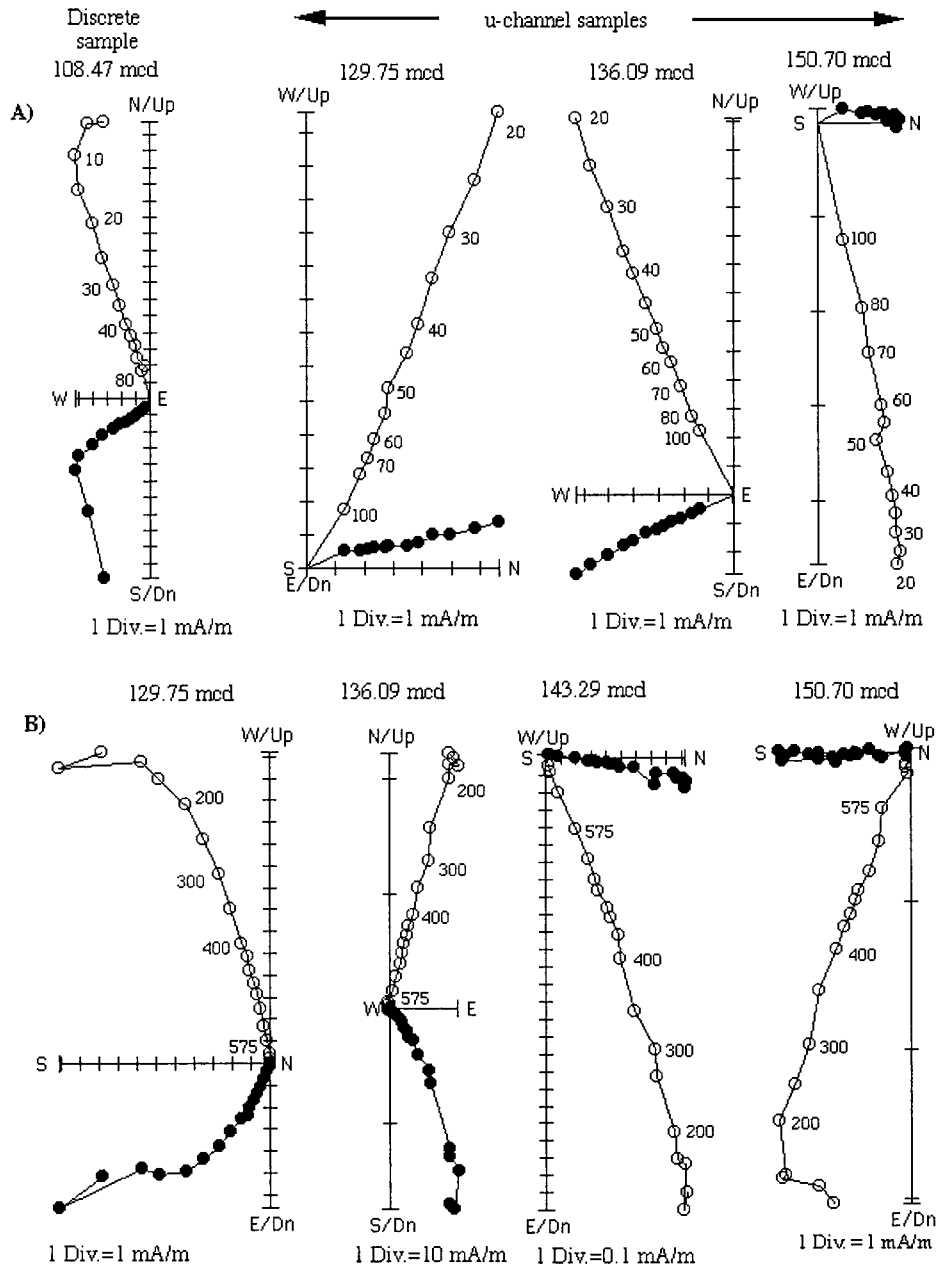 Discrete
sample
108.47 mcd
u-channel samples
129.75 mcd
136.09 mcd
150.70 mcd
A)
N/Up
10
20
30
40
80
W
E
S/Dn
1 Div.=1 mA/m
W/Up
20
30
40
50
60
70
100
S
N
E/Dn
1 Div.=1 mA/m
N/Up
20
30
40
50
60
70
80
100
W
E
S/Dn
1 Div.=1 mA/m
W/Up
S
N
100
80
70
60
50
40
30
20
E/Dn
1 Div.=1 mA/m
B)
129.75 mcd
W/Up
200
300
400
575
S
N
E/Dn
1 Div.=1 mA/m
136.09 mcd
N/Up
200
300
400
575
W
E
S/Dn
1 Div.=10 mA/m
143.29 mcd
W/Up
S
N
575
400
300
200
E/Dn
1 Div.=0.1 mA/m
150.70 mcd
W/Up
S
N
575
400
300
200
E/Dn
1 Div.=1 mA/m